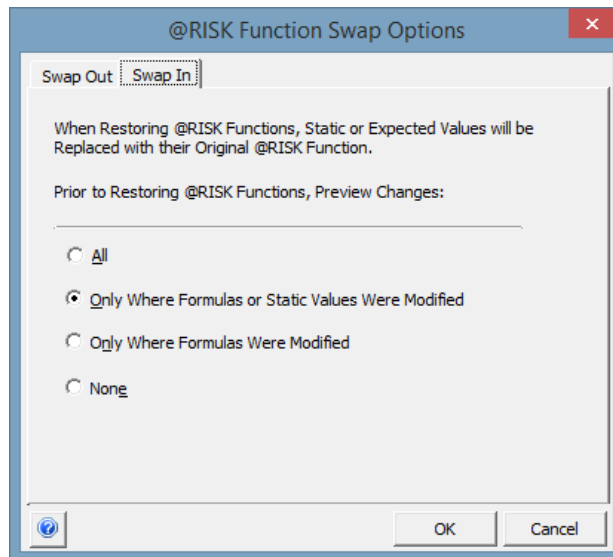 @RISK Function Swap Options
Swap Out
Swap In
When Restoring @RISK Functions, Static or Expected Values will be
Replaced with their Original @RISK Function.
Prior to Restoring @RISK Functions, Preview Changes:
All
Only Where Formulas or Static Values Were Modified
Only Where Formulas Were Modified
None
OK
Cancel